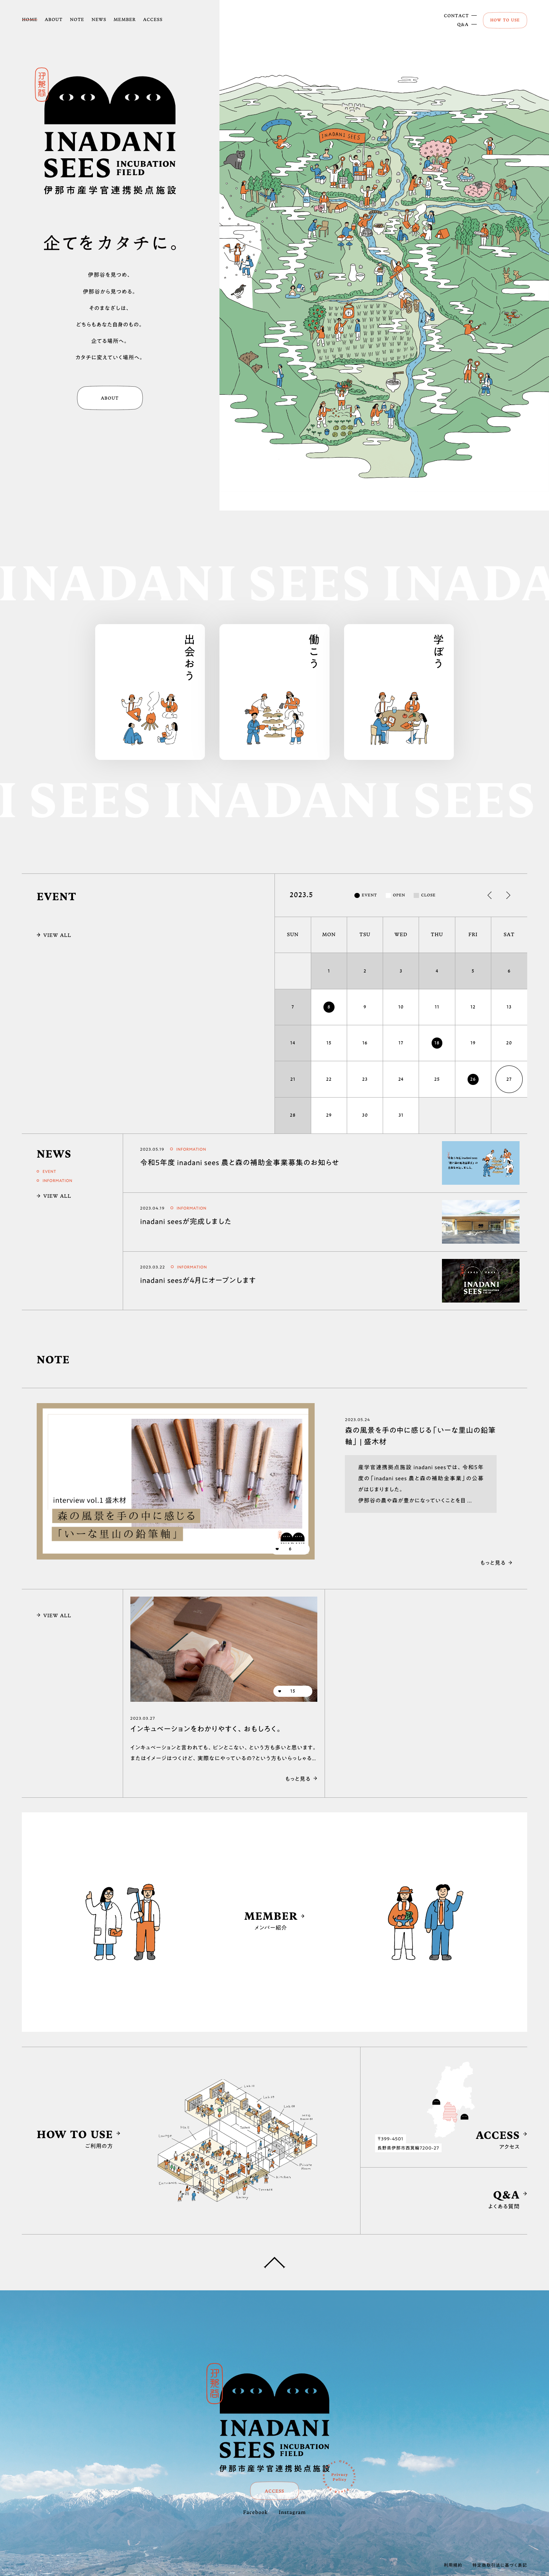 HOME ABOUT NOTE NEWS MEMBER ACCESS
CONTACT
Q&A
HOW TO USE
INADANI
SEES INCUBATION
FIELD
伊那市産学官連携拠点施設
企てをカタチに。
伊那谷を見つめ、
伊那谷から見つめる。
そのまなざしは、
どちらもあなた自身のもの。
企てる場所へ。
カタチに変えていく場所へ。
ABOUT
INADANI SEES
INADANI SEES INADA
出会おう
働こう
学ぼう
I SEES INADANI SEES
EVENT
VIEW ALL
2023.5
EVENT OPEN CLOSE
SUN MON TSU WED THU FRI SAT
1 2 3 4 5 6
7 8 9 10 11 12 13
14 15 16 17 18 19 20
21 22 23 24 25 26 27
28 29 30 31
NEWS
EVENT
INFORMATION
VIEW ALL
2023.05.19 INFORMATION
令和5年度 inadani sees 農と森の補助金事業募集のお知らせ
2023.04.19 INFORMATION
inadani seesが完成しました
2023.03.22 INFORMATION
inadani seesが4月にオープンします
INADANI
SEES
NOTE
interview vol.1 盛木材
森の風景を手の中に感じる
「いーな里山の鉛筆軸」
2023.05.24
森の風景を手の中に感じる「いーな里山の鉛筆
軸」 | 盛木材
産学官連携拠点施設 inadani seesでは、令和5年
度の「inadani sees 農と森の補助金事業」の公募
がはじまりました。
伊那谷の農や森が豊かになっていくことを目 ...
もっと見る
VIEW ALL
2023.03.27
インキュベーションをわかりやすく、おもしろく。
インキュベーションと言われても、ピンとこない、という方も多いと思います。
またはイメージはつくけど、実際なにやっているの?という方もいらっしゃる...
もっと見る
MEMBER
メンバー紹介
HOW TO USE
ご利用の方
〒399-4501
長野県伊那市西箕輪7200-27
ACCESS
アクセス
Q&A
よくある質問
INADANI
SEES INCUBATION
FIELD
伊那市産学官連携拠点施設
Privacy
Policy
ACCESS
Facebook Instagram
利用規約 特定商取引法に基づく表記